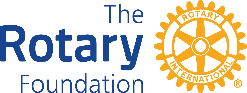 The
Rotary
Foundation
ROTARY
INTERNATIONAL
®